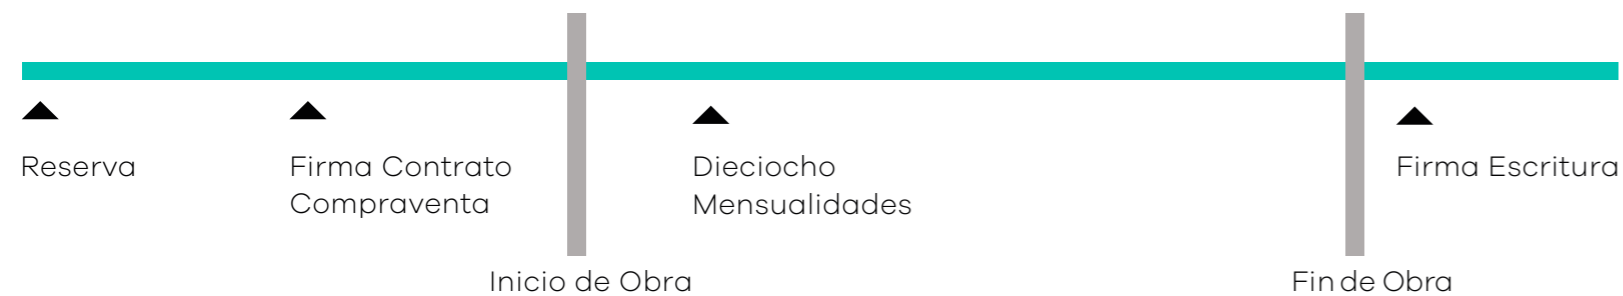 Reserva
Firma Contrato
Compraventa
Dieciocho
Mensualidades
Firma Escritura
Inicio de Obra
Fin de Obra